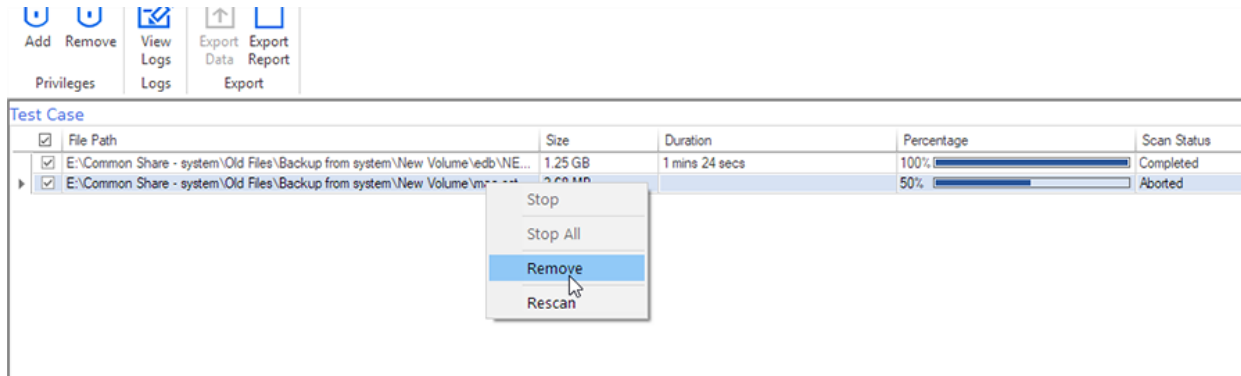 Add Remove View Logs Export Data Export Report
Privileges Logs Export
Test Case
File Path Size Duration Percentage Scan Status
E:\Common Share - system\Old Files\Backup from system\New Volume\edb\NE... 1.25 GB 1 mins 24 secs 100% Completed
E:\Common Share - system\Old Files\Backup from system\New Volume\ 50% Aborted
Stop
Stop All
Remove
Rescan